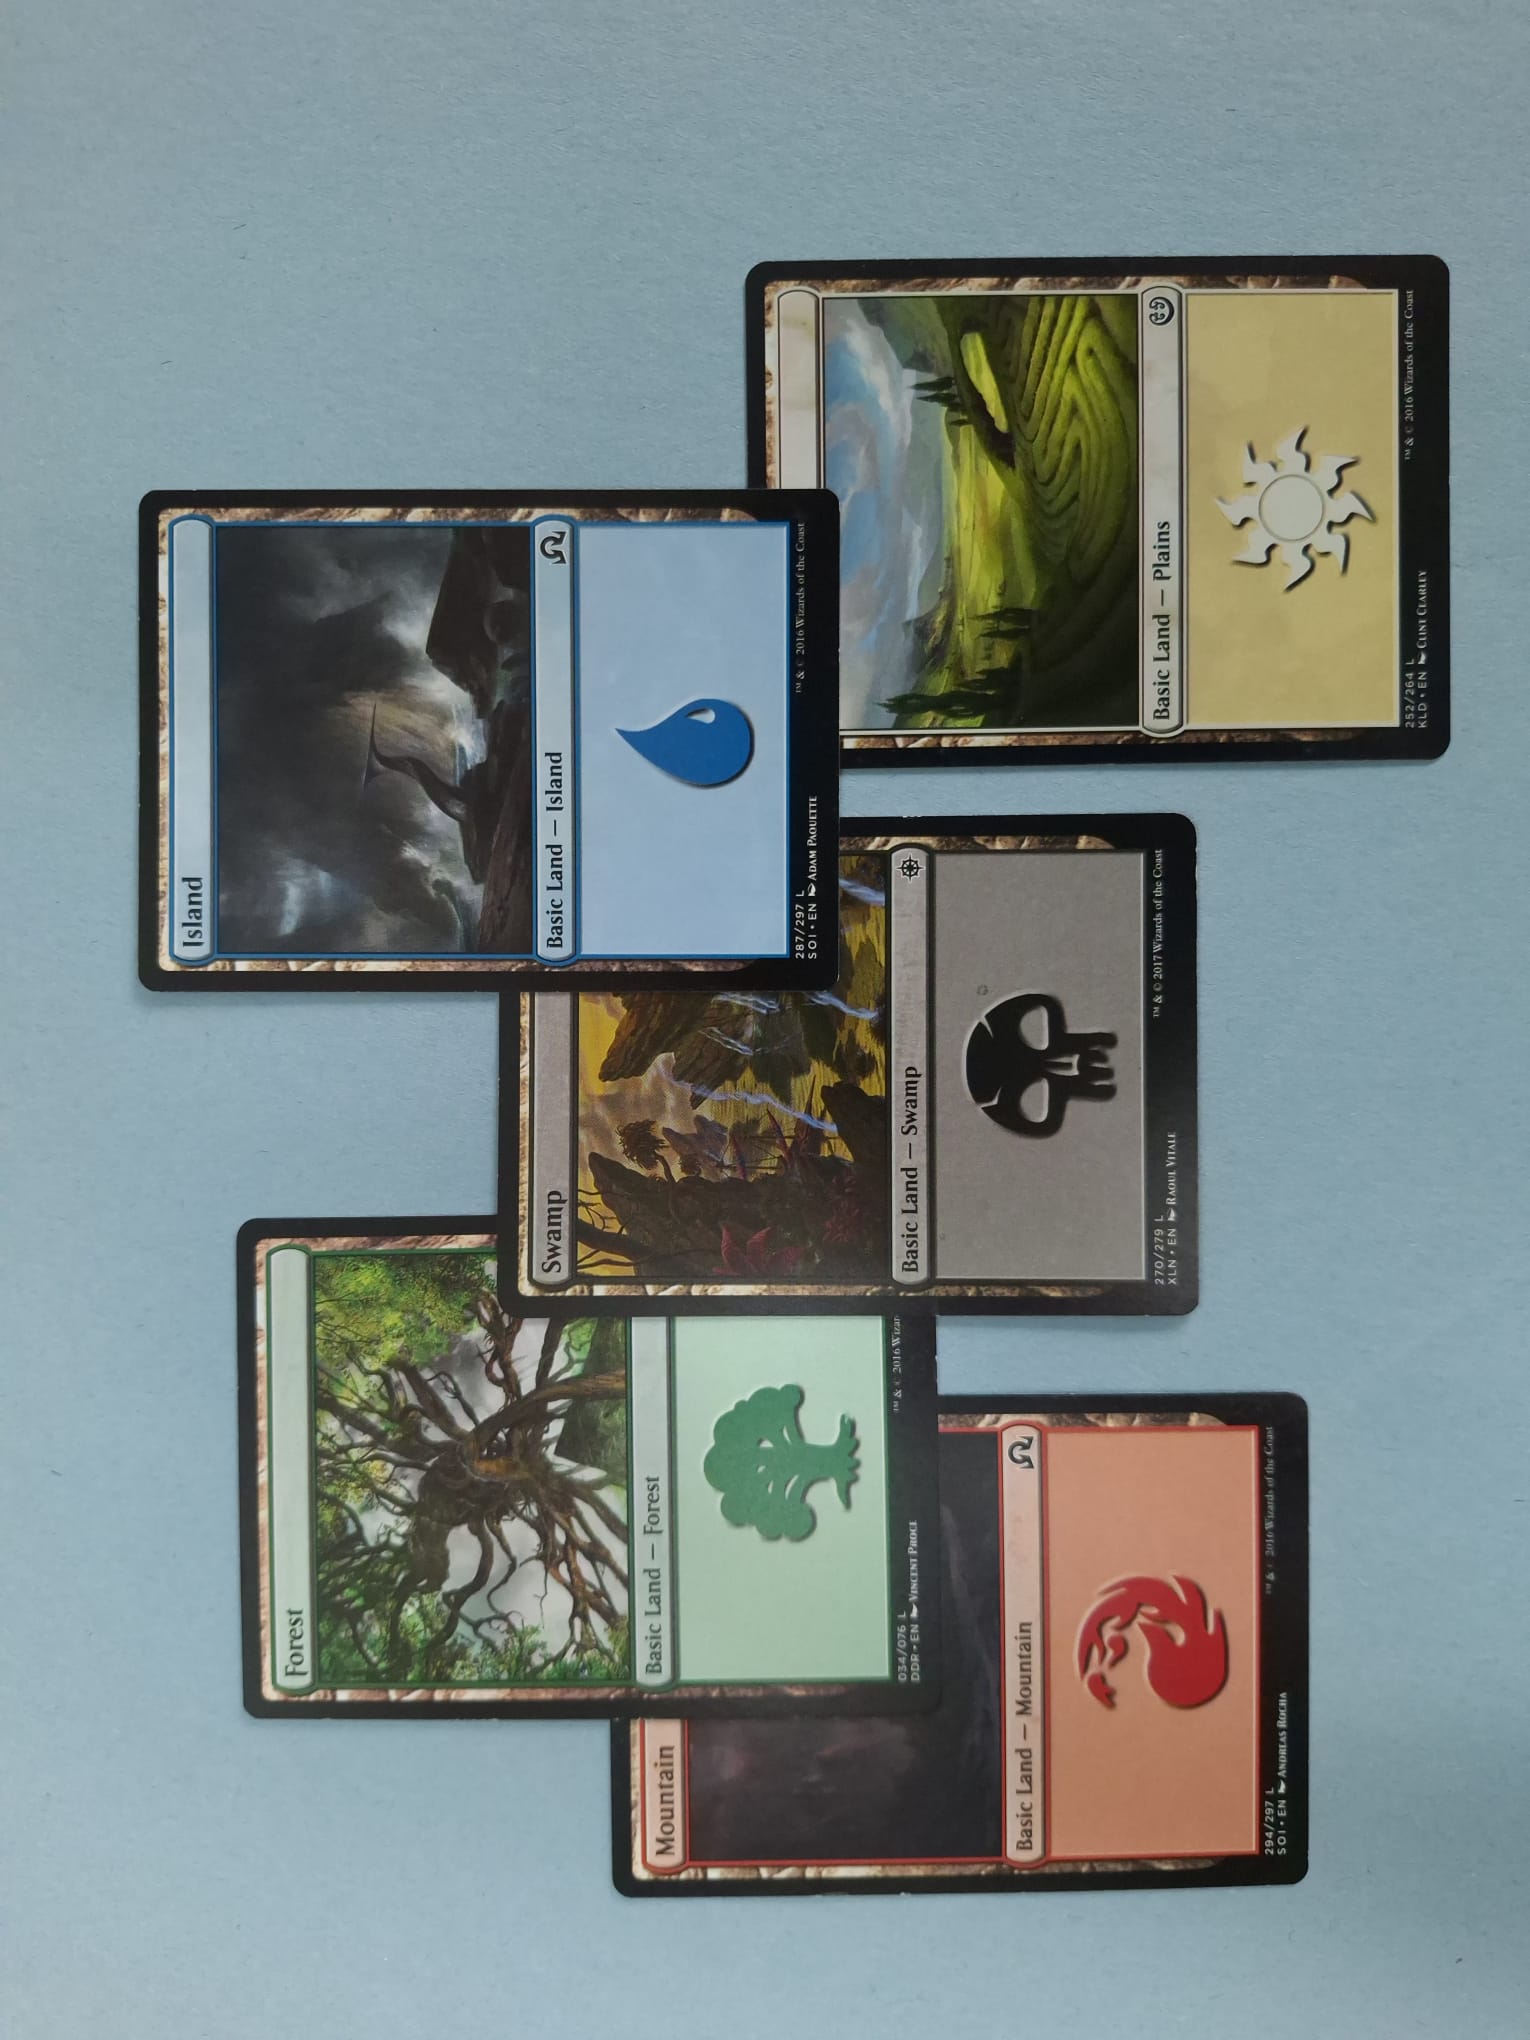 Island
Basic Land — Island
287/297 L
SOI • EN ADAM PAQUETTE
™ & © 2016 Wizards of the Coast
Forest
Basic Land — Forest
034/076 L
DDR • EN VINCENT PROCE
™ & © 2016 Wizar
Swamp
Basic Land — Swamp
270/279 L
XLN • EN RAOUL VITALE
™ & © 2017 Wizards of the Coast
Mountain
Basic Land — Mountain
294/297 L
SOI • EN ANDREAS ROCHA
™ & © 2016 Wizards of the Coast
Basic Land — Plains
252/264 L
KLD • EN CLINT CEARLEY
™ & © 2016 Wizards of the Coast